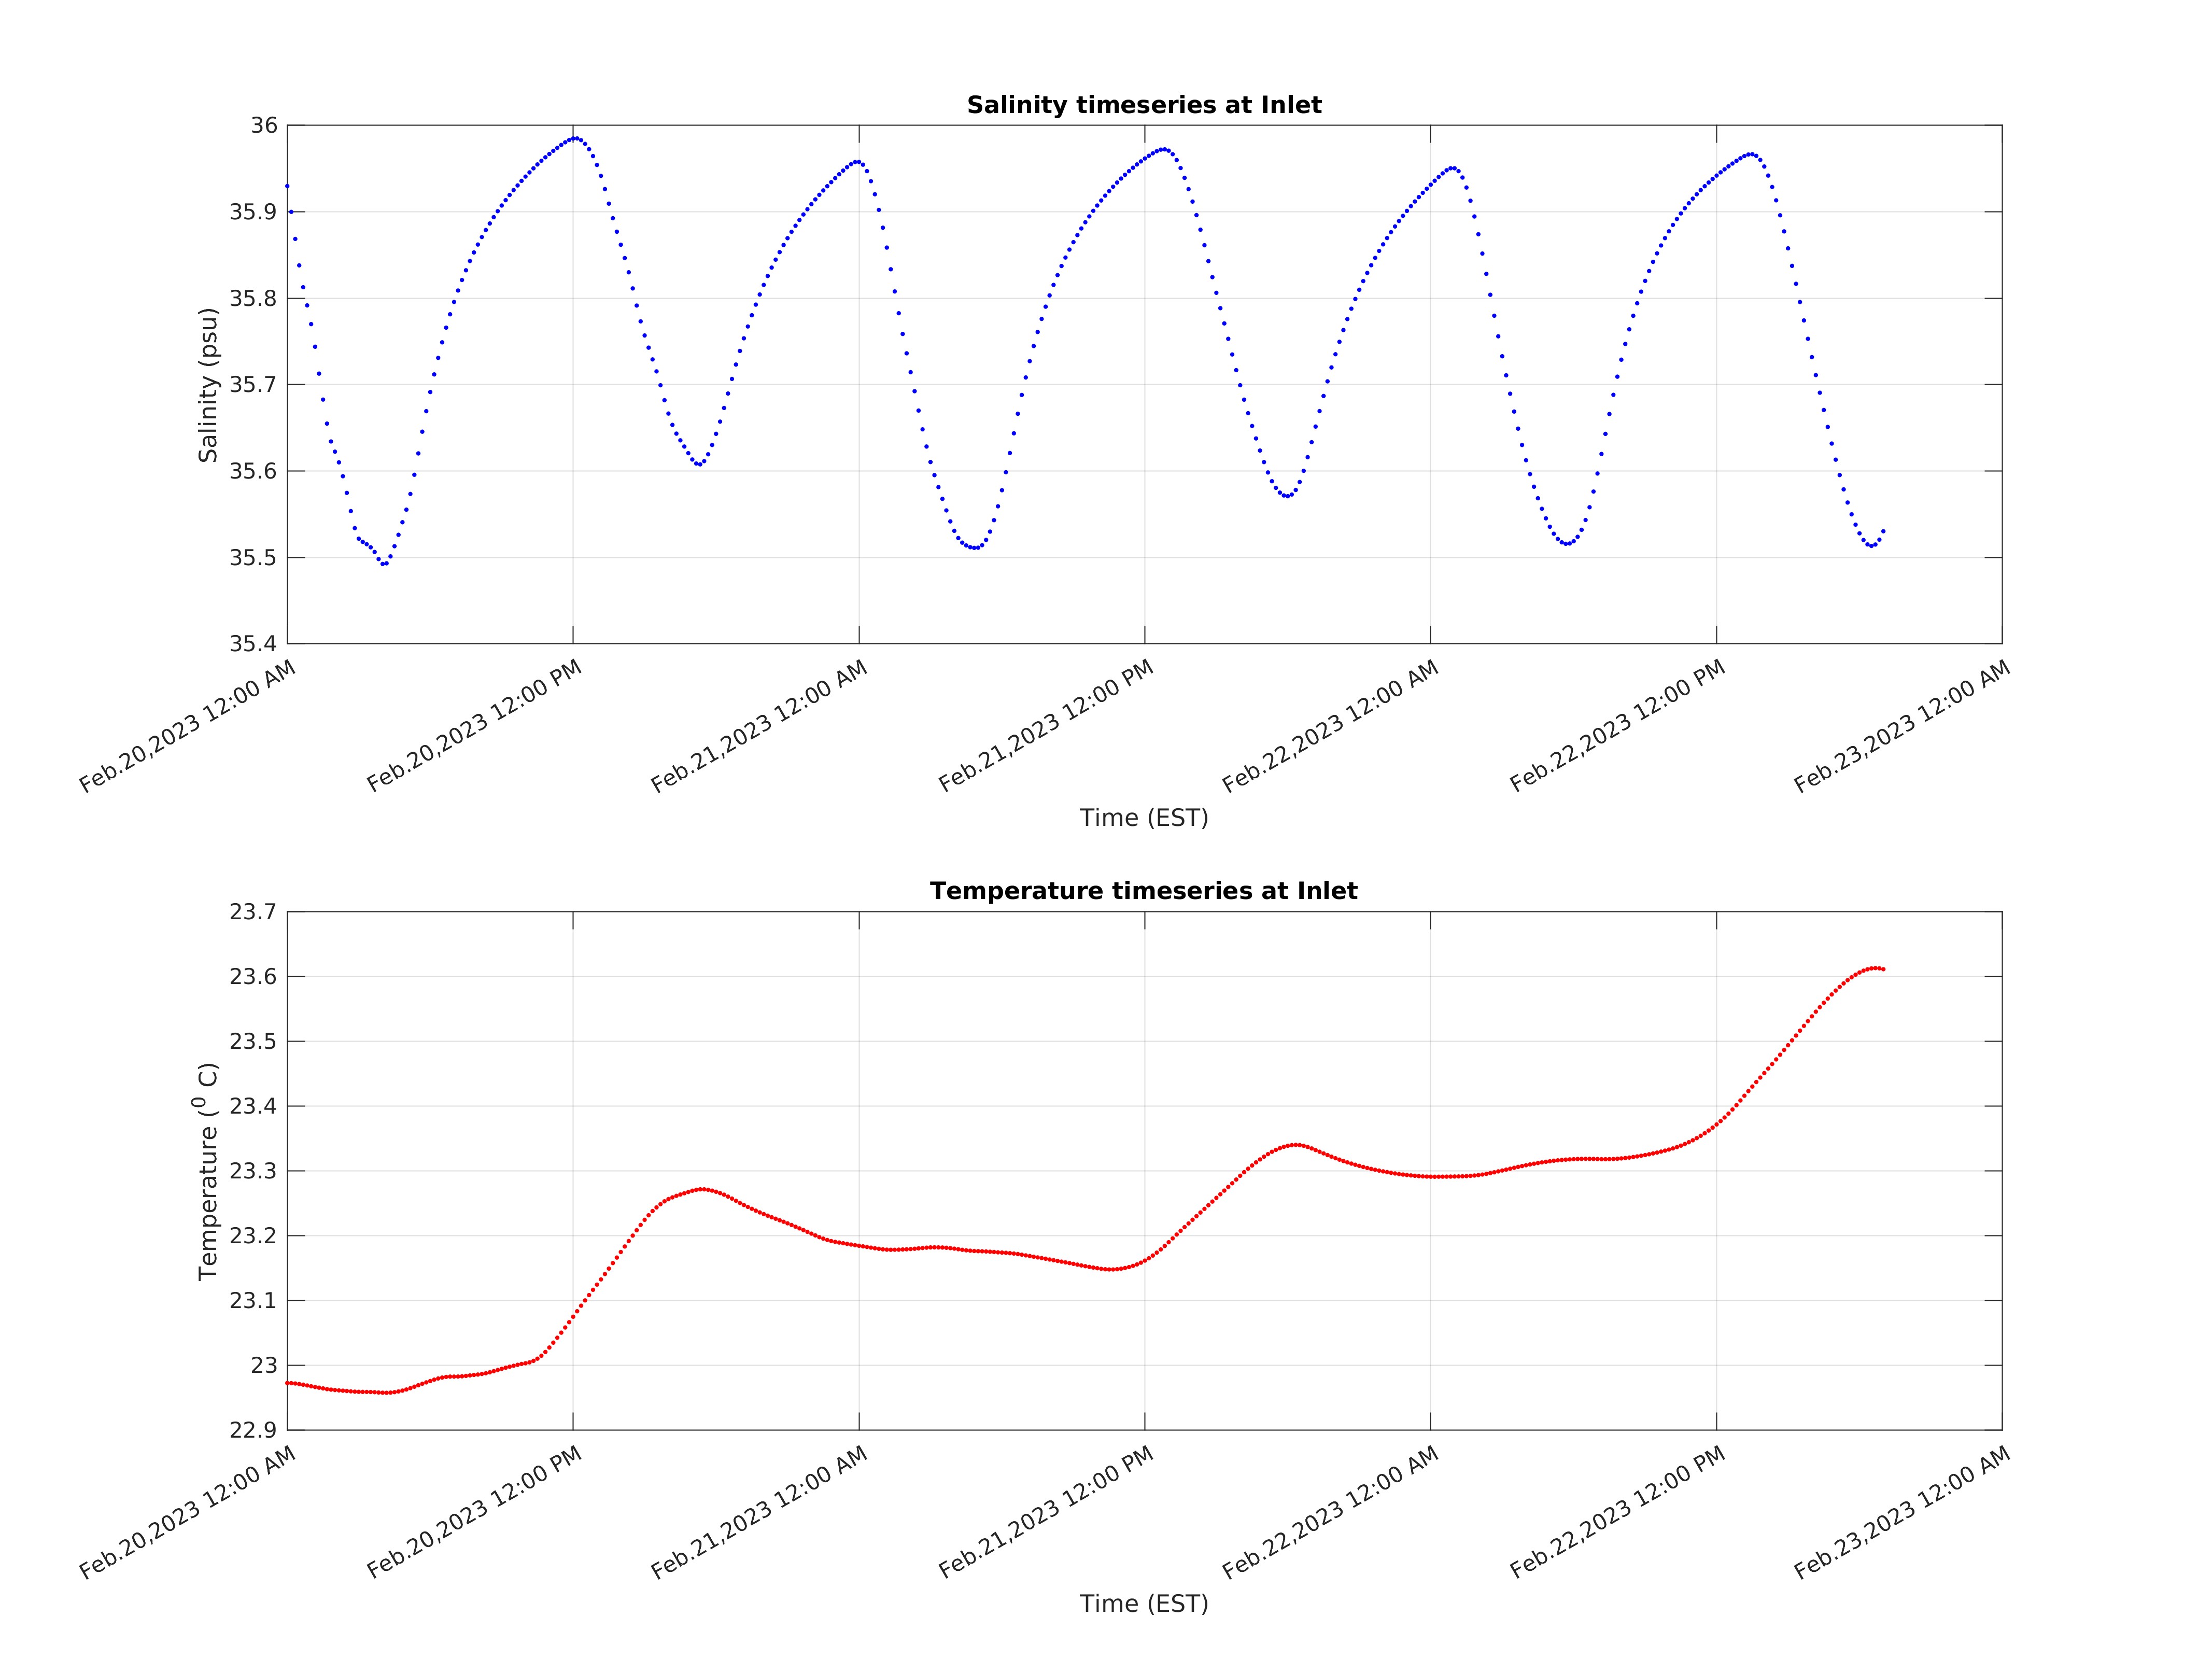 Salinity timeseries at Inlet
36
35.9
35.8
35.7
35.6
35.5
35.4
Salinity (psu)
Feb.20,2023 12:00 AM
Feb.20,2023 12:00 PM
Feb.21,2023 12:00 AM
Feb.21,2023 12:00 PM
Feb.22,2023 12:00 AM
Feb.22,2023 12:00 PM
Feb.23,2023 12:00 AM
Time (EST)
Temperature timeseries at Inlet
23.7
23.6
23.5
23.4
23.3
23.2
23.1
23
22.9
Temperature (⁰ C)
Feb.20,2023 12:00 AM
Feb.20,2023 12:00 PM
Feb.21,2023 12:00 AM
Feb.21,2023 12:00 PM
Feb.22,2023 12:00 AM
Feb.22,2023 12:00 PM
Feb.23,2023 12:00 AM
Time (EST)